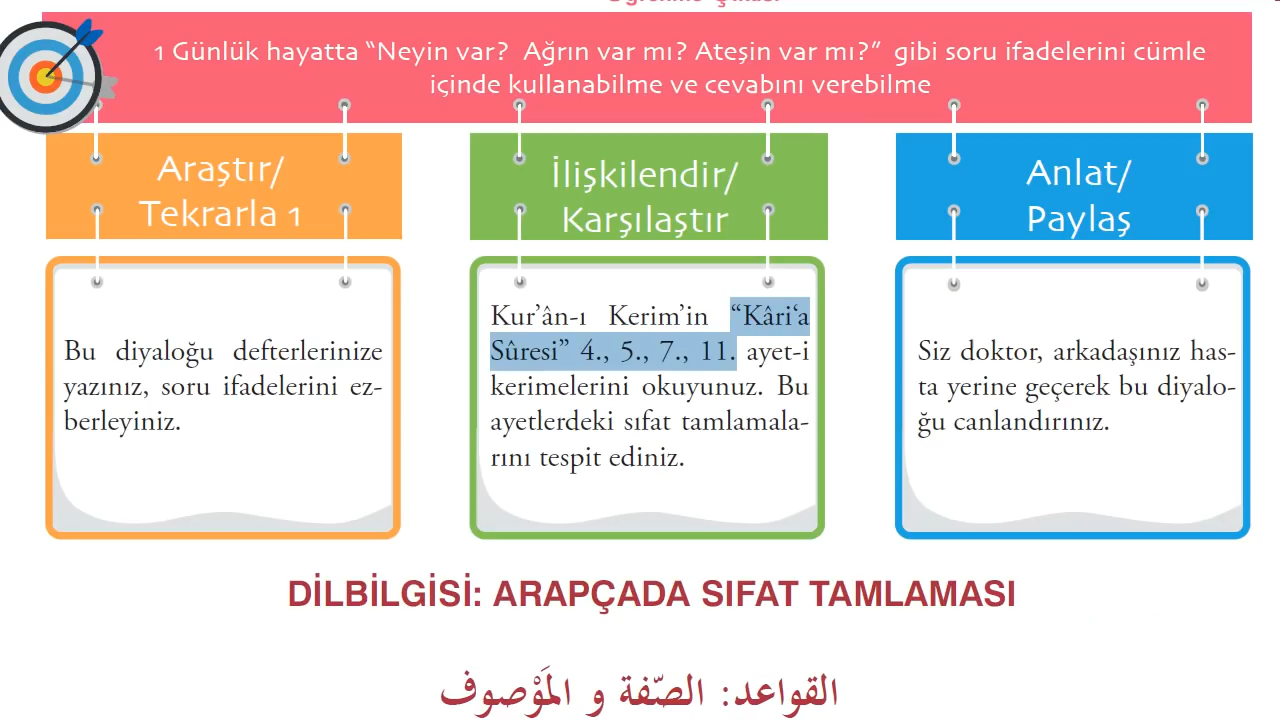 1 Günlük hayatta “Neyin var? Ağrın var mı? Ateşin var mı?” gibi soru ifadelerini cümle
içinde kullanabilme ve cevabını verebilme
Araştır/
Tekrarla 1
Bu diyaloğu defterlerinize
yazınız, soru ifadelerini ez-
berleyiniz.
İlişkilendir/
Karşılaştır
Kur’ân-ı Kerim’in “Kâri‘a
Sûresi” 4., 5., 7., 11. ayet-i
kerimelerini okuyunuz. Bu
ayetlerdeki sıfat tamlamala-
rını tespit ediniz.
Anlat/
Paylaş
Siz doktor, arkadaşınız has-
ta yerine geçerek bu diyalo-
ğu canlandırınız.
DİLBİLGİSİ: ARAPÇADA SIFAT TAMLAMASI
القواعد: الصّفة و المَوْصوف